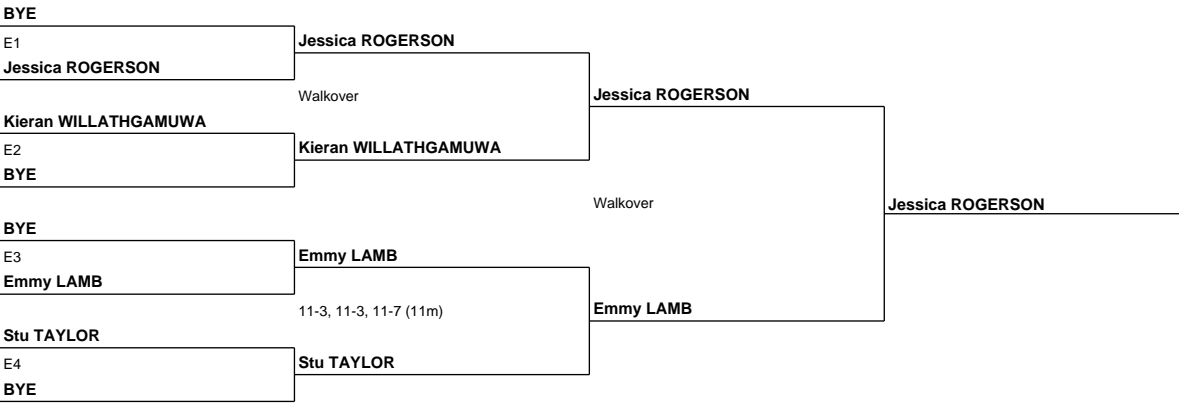 BYE
E1
Jessica ROGERSON
Jessica ROGERSON
Walkover
Jessica ROGERSON
Kieran WILLATHGAMUWA
E2
Kieran WILLATHGAMUWA
BYE
Walkover
Jessica ROGERSON
BYE
E3
Emmy LAMB
Emmy LAMB
11-3, 11-3, 11-7 (11m)
Emmy LAMB
Stu TAYLOR
E4
Stu TAYLOR
BYE